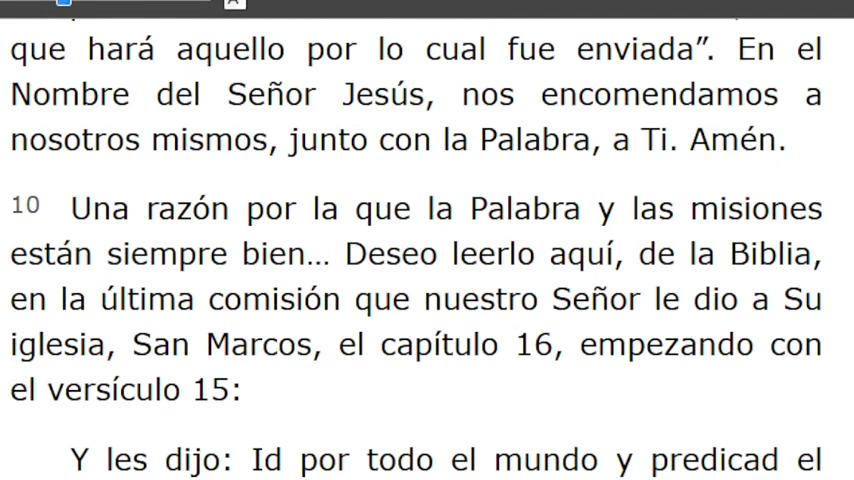 que hará aquello por lo cual fue enviada”. En el
Nombre del Señor Jesús, nos encomendamos a
nosotros mismos, junto con la Palabra, a Ti. Amén.
10 Una razón por la que la Palabra y las misiones
están siempre bien... Deseo leerlo aquí, de la Biblia,
en la última comisión que nuestro Señor le dio a Su
iglesia, San Marcos, el capítulo 16, empezando con
el versículo 15:
Y les dijo: Id por todo el mundo y predicad el